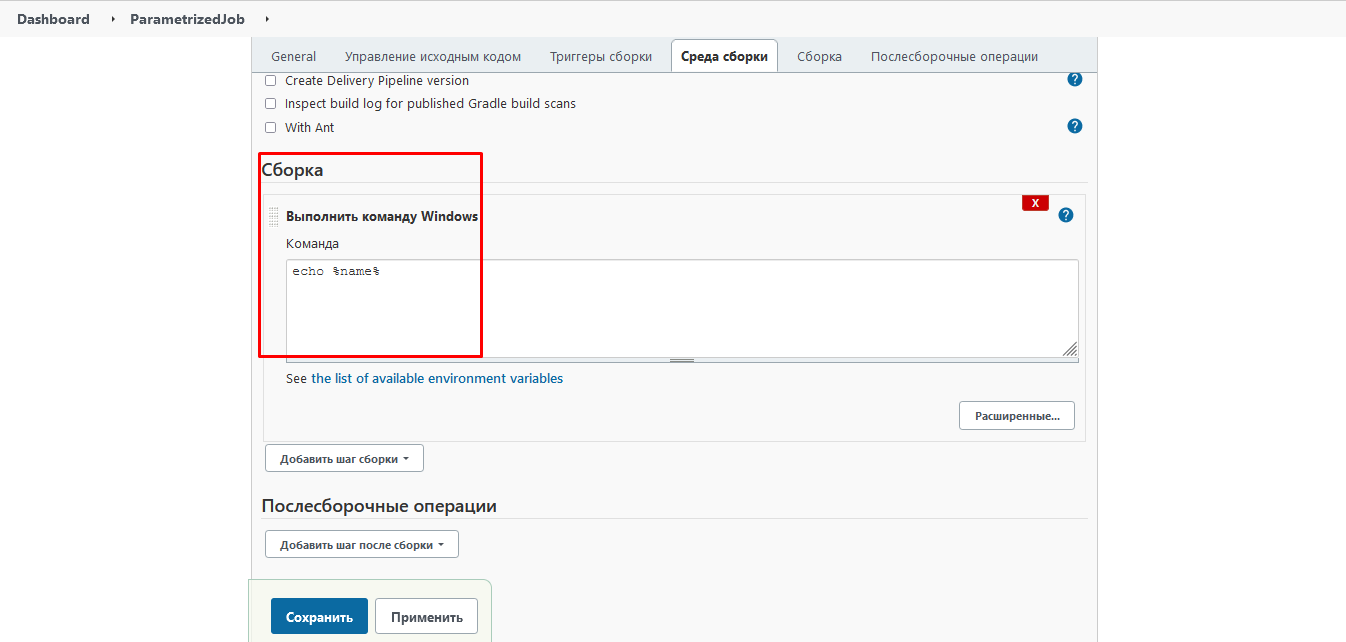 Dashboard ParametrizedJob
General Управление исходным кодом Триггеры сборки Среда сборки Сборка Послесборочные операции
Create Delivery Pipeline version ?
Inspect build log for published Gradle build scans
With Ant ?
Сборка
X
Выполнить команду Windows ?
Команда
echo %name%
See the list of available environment variables
Расширенные...
Добавить шаг сборки
Послесборочные операции
Добавить шаг после сборки
Сохранить Применить